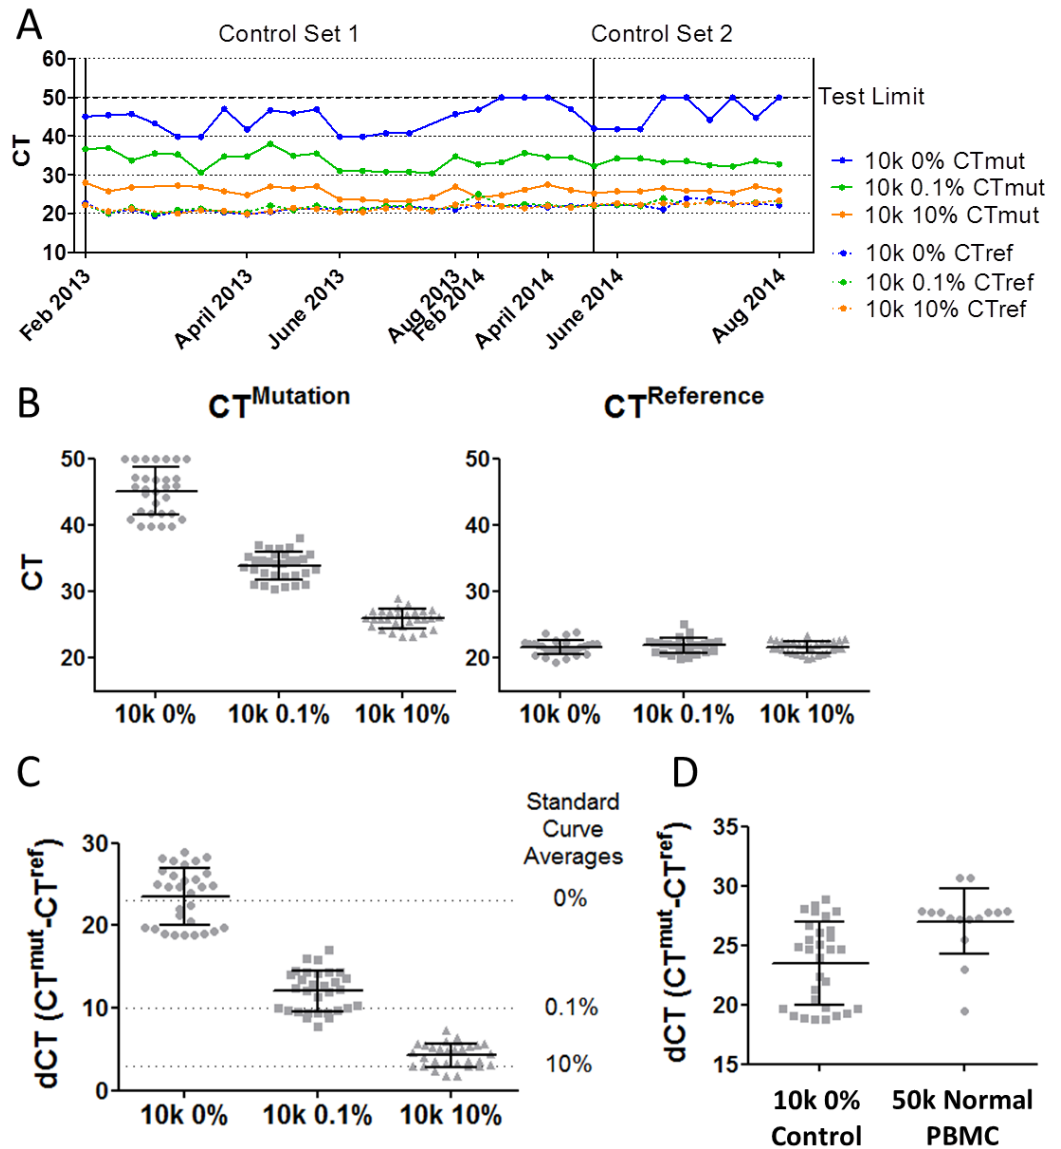 A
Control Set 1
Control Set 2
60
50
40
30
20
10
CT
Test Limit
10k 0% CTmut
10k 0.1% CTmut
10k 10% CTmut
10k 0% CTref
10k 0.1% CTref
10k 10% CTref
Feb 2013
April 2013
June 2013
Aug 2013
Feb 2014
April 2014
June 2014
Aug 2014
B
CTMutation
CTReference
50
40
30
20
CT
10k 0%
10k 0.1%
10k 10%
50
40
30
20
10k 0%
10k 0.1%
10k 10%
C
Standard
Curve
Averages
30
20
10
0
dCT (CTmut-CTref)
0%
0.1%
10%
10k 0%
10k 0.1%
10k 10%
D
35
30
25
20
15
dCT (CTmut-CTref)
10k 0%
Control
50k Normal
PBMC